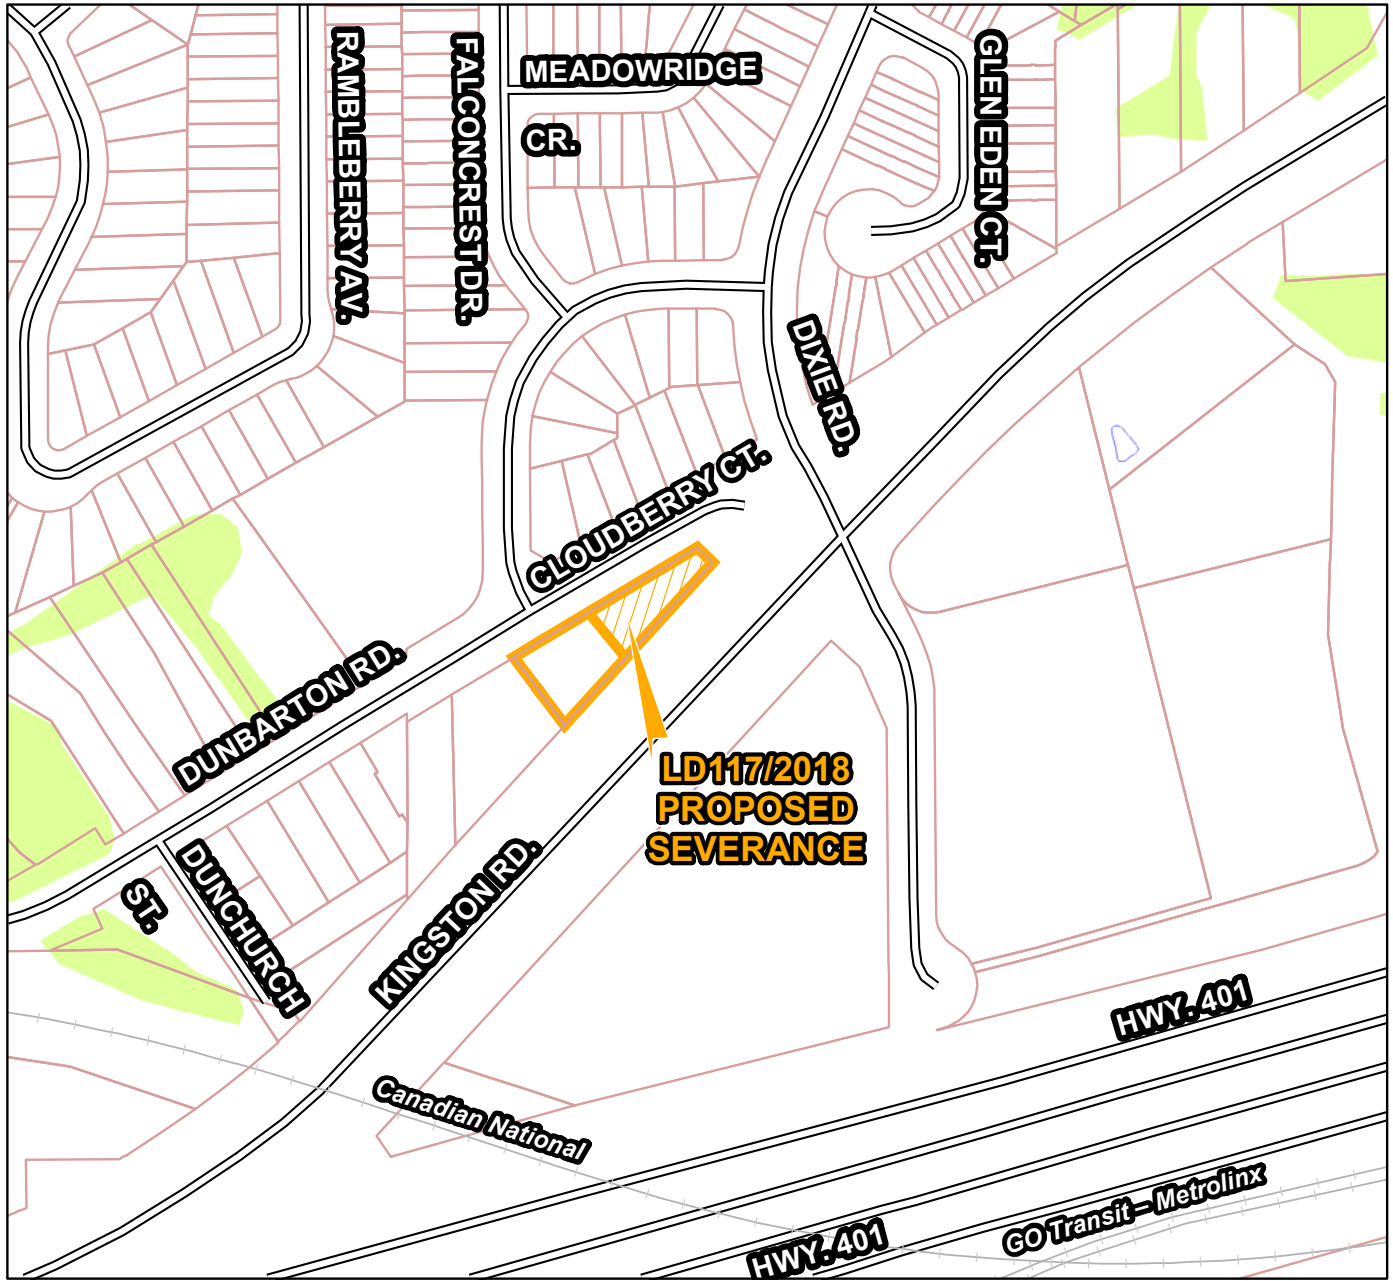 RAMBLEBERRY AV.
FALCONCREST DR.
MEADOWRIDGE
CR.
GLEN EDEN CT.
DIXIE RD.
CLOUDBERRY CT.
DUNBARTON RD.
LD117/2018
PROPOSED
SEVERANCE
DUNCHURCH
ST.
KINGSTON RD.
HWY. 401
Canadian National
GO Transit – Metrolinx
HWY. 401